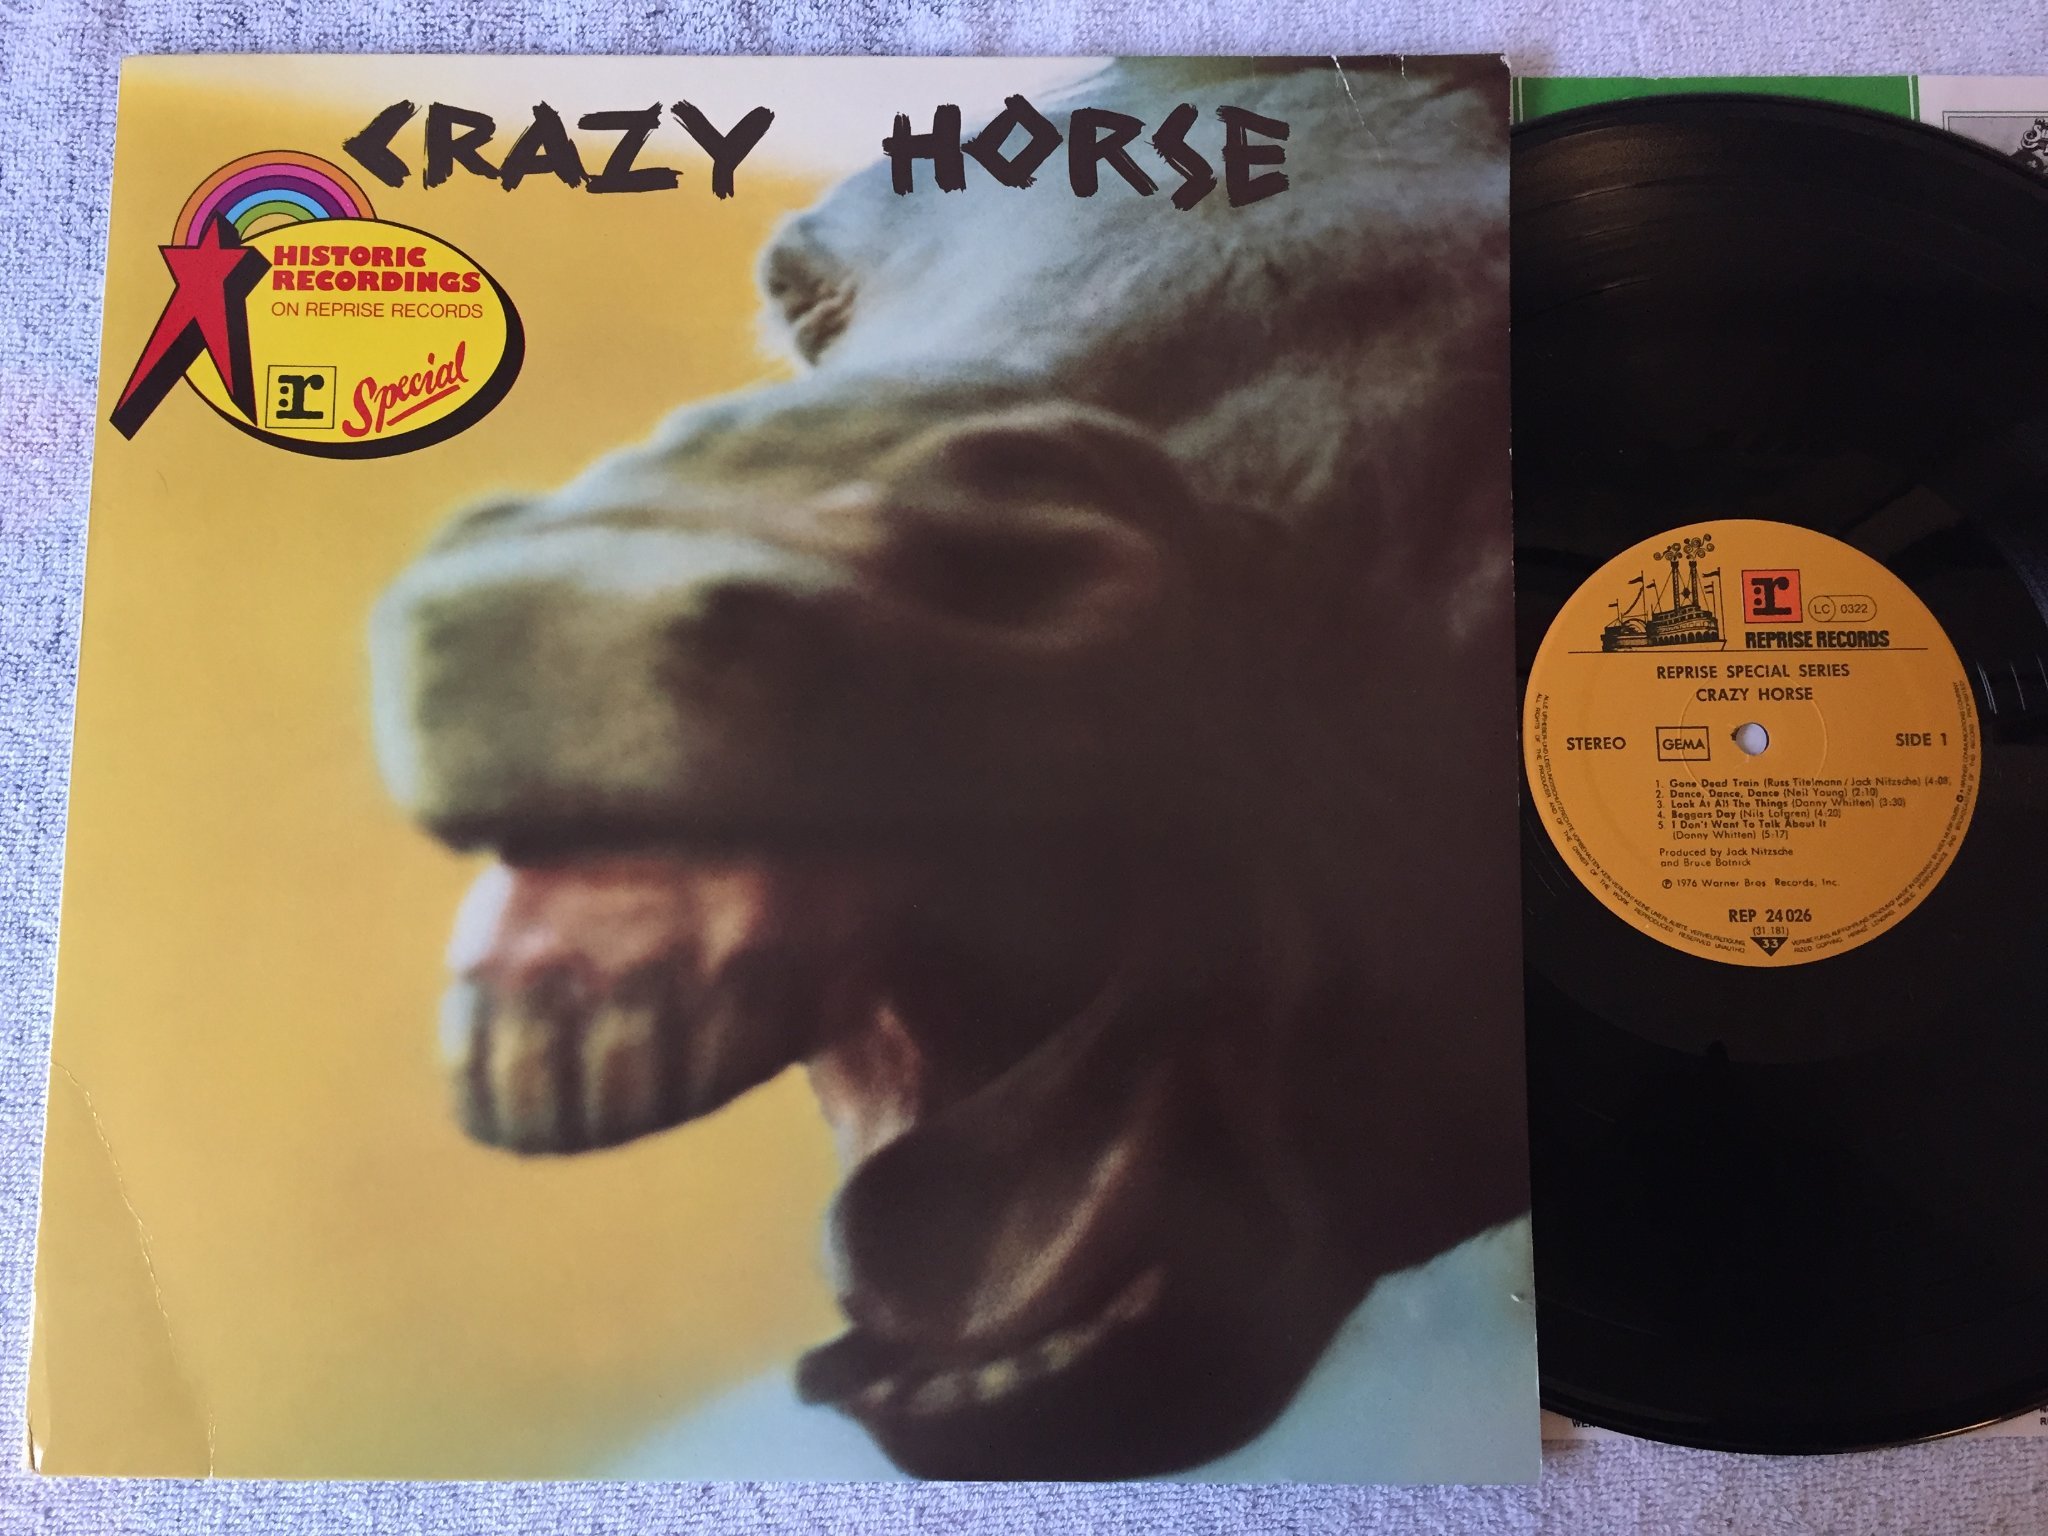 CRAZY HORSE
HISTORIC
RECORDINGS
ON REPRISE RECORDS
r Special
r
LC 0322
REPRISE RECORDS
REPRISE SPECIAL SERIES
CRAZY HORSE
STEREO GEMA SIDE 1
1. Gone Dead Train (Russ Titelmann / Jack Nitzsche) (4:08)
2. Dance, Dance, Dance (Neil Young) (2:10)
3. Look At All The Things (Danny Whitten) (3:30)
4. Beggars Day (Nils Lofgren) (4:20)
5. I Don't Want To Talk About It
(Danny Whitten) (5:17)
Produced by Jack Nitzsche
and Bruce Botnick
℗ 1976 Warner Bros. Records, Inc.
REP 24 026
(31.181)
33